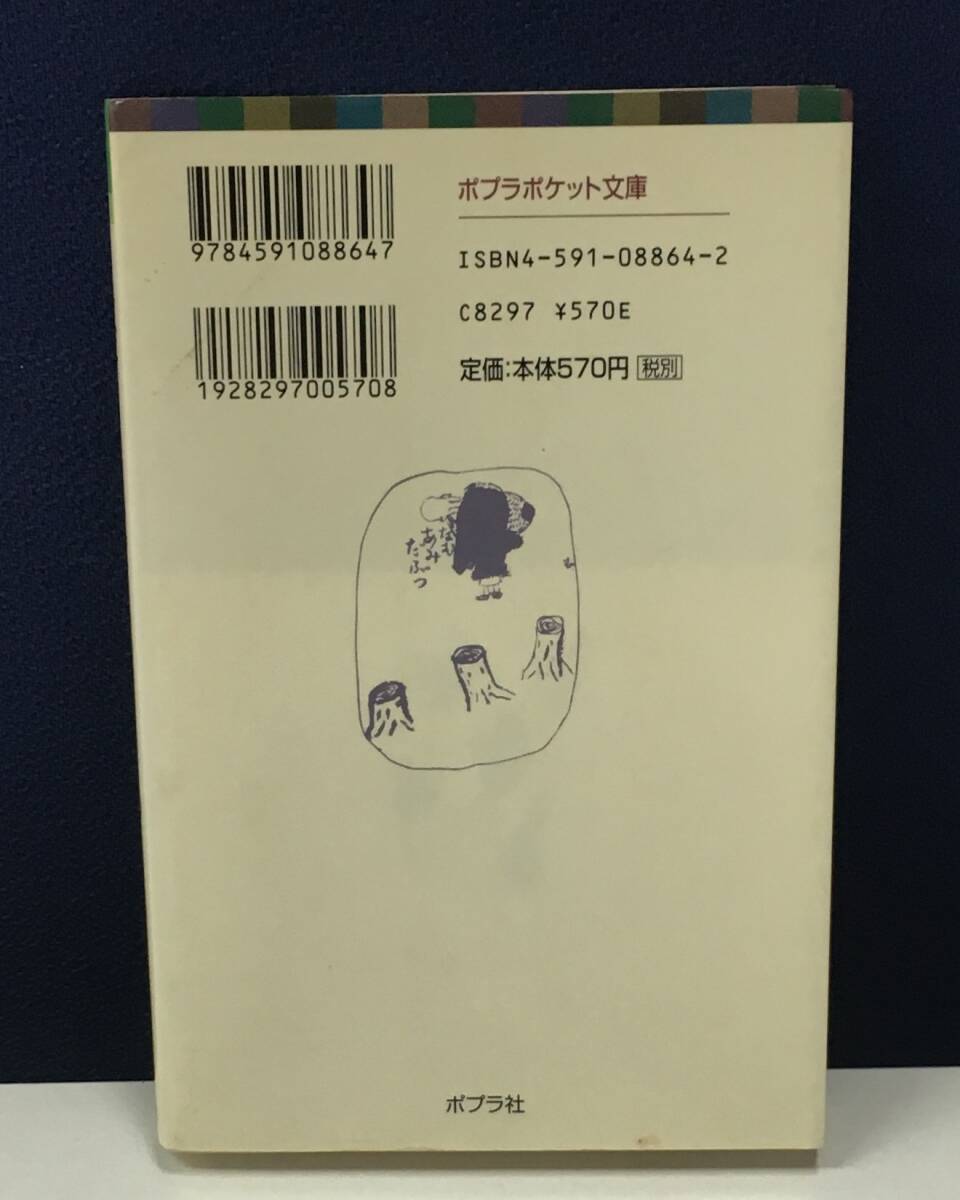 9784591088647
1928297005708
ポプラポケット文庫
ISBN4-591-08864-2
C8297 ¥570E
定価:本体570円 税別
なむ
あみ
だぶつ
ポプラ社